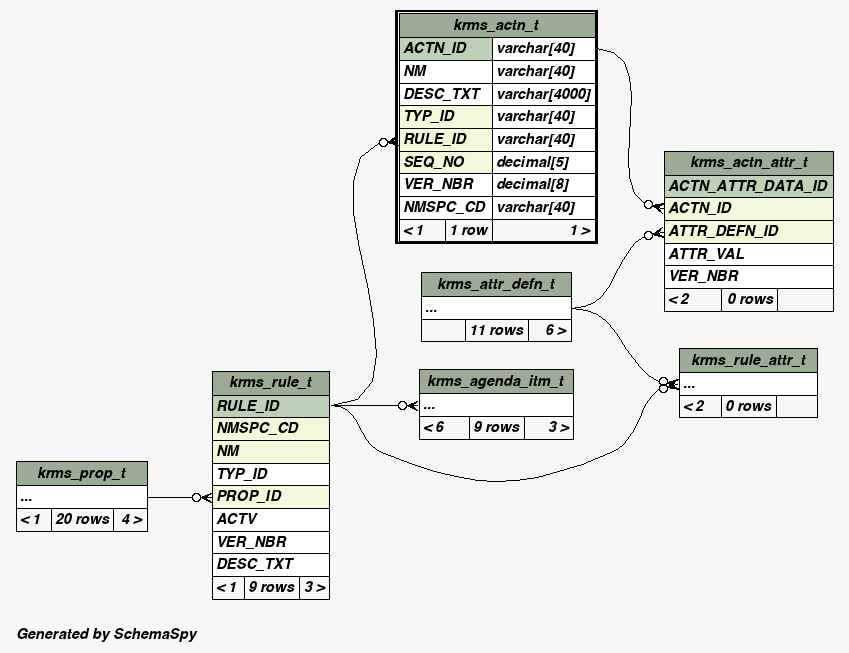 krms_actn_t
ACTN_ID varchar[40]
NM varchar[40]
DESC_TXT varchar[4000]
TYP_ID varchar[40]
RULE_ID varchar[40]
SEQ_NO decimal[5]
VER_NBR decimal[8]
NMSPC_CD varchar[40]
< 1 1 row 1 >
krms_actn_attr_t
ACTN_ATTR_DATA_ID
ACTN_ID
ATTR_DEFN_ID
ATTR_VAL
VER_NBR
< 2 0 rows
krms_attr_defn_t
...
11 rows 6 >
krms_rule_attr_t
...
< 2 0 rows
krms_agenda_itm_t
...
< 6 9 rows 3 >
krms_rule_t
RULE_ID
NMSPC_CD
NM
TYP_ID
PROP_ID
ACTV
VER_NBR
DESC_TXT
< 1 9 rows 3 >
krms_prop_t
...
< 1 20 rows 4 >
Generated by SchemaSpy